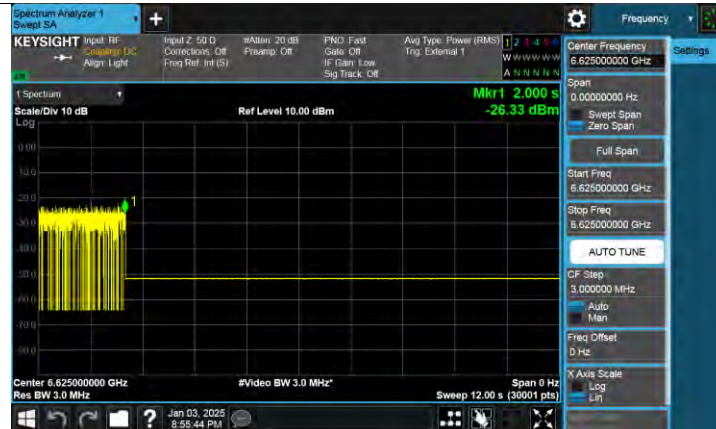 Spectrum Analyzer 1
Swept SA
Frequency
KEYSIGHT
Input: RF
Coupling: DC
Align: Light
Input Z: 50 Ω
Corrections: Off
Freq Ref: Int (S)
#Atten: 20 dB
Preamp: Off
PNO: Fast
Gate: Off
IF Gain: Low
Sig Track: Off
Avg Type: Power (RMS)
Trig: External 1
1 2 3 4 5 6
W W W W W W
A N N N N N
1 Spectrum
Scale/Div 10 dB
Log
Ref Level 10.00 dBm
Mkr1 2.000 s
-26.33 dBm
0.00
-10.0
-20.0
-30.0
-40.0
-50.0
-60.0
-70.0
-80.0
1
Center 6.625000000 GHz
Res BW 3.0 MHz
#Video BW 3.0 MHz*
Span 0 Hz
Sweep 12.00 s (30001 pts)
Center Frequency
6.625000000 GHz
Settings
Span
0.00000000 Hz
Swept Span
Zero Span
Full Span
Start Freq
6.625000000 GHz
Stop Freq
6.625000000 GHz
AUTO TUNE
CF Step
3.000000 MHz
Auto
Man
Freq Offset
0 Hz
X Axis Scale
Log
Lin
?
Jan 03, 2025
8:55:44 PM